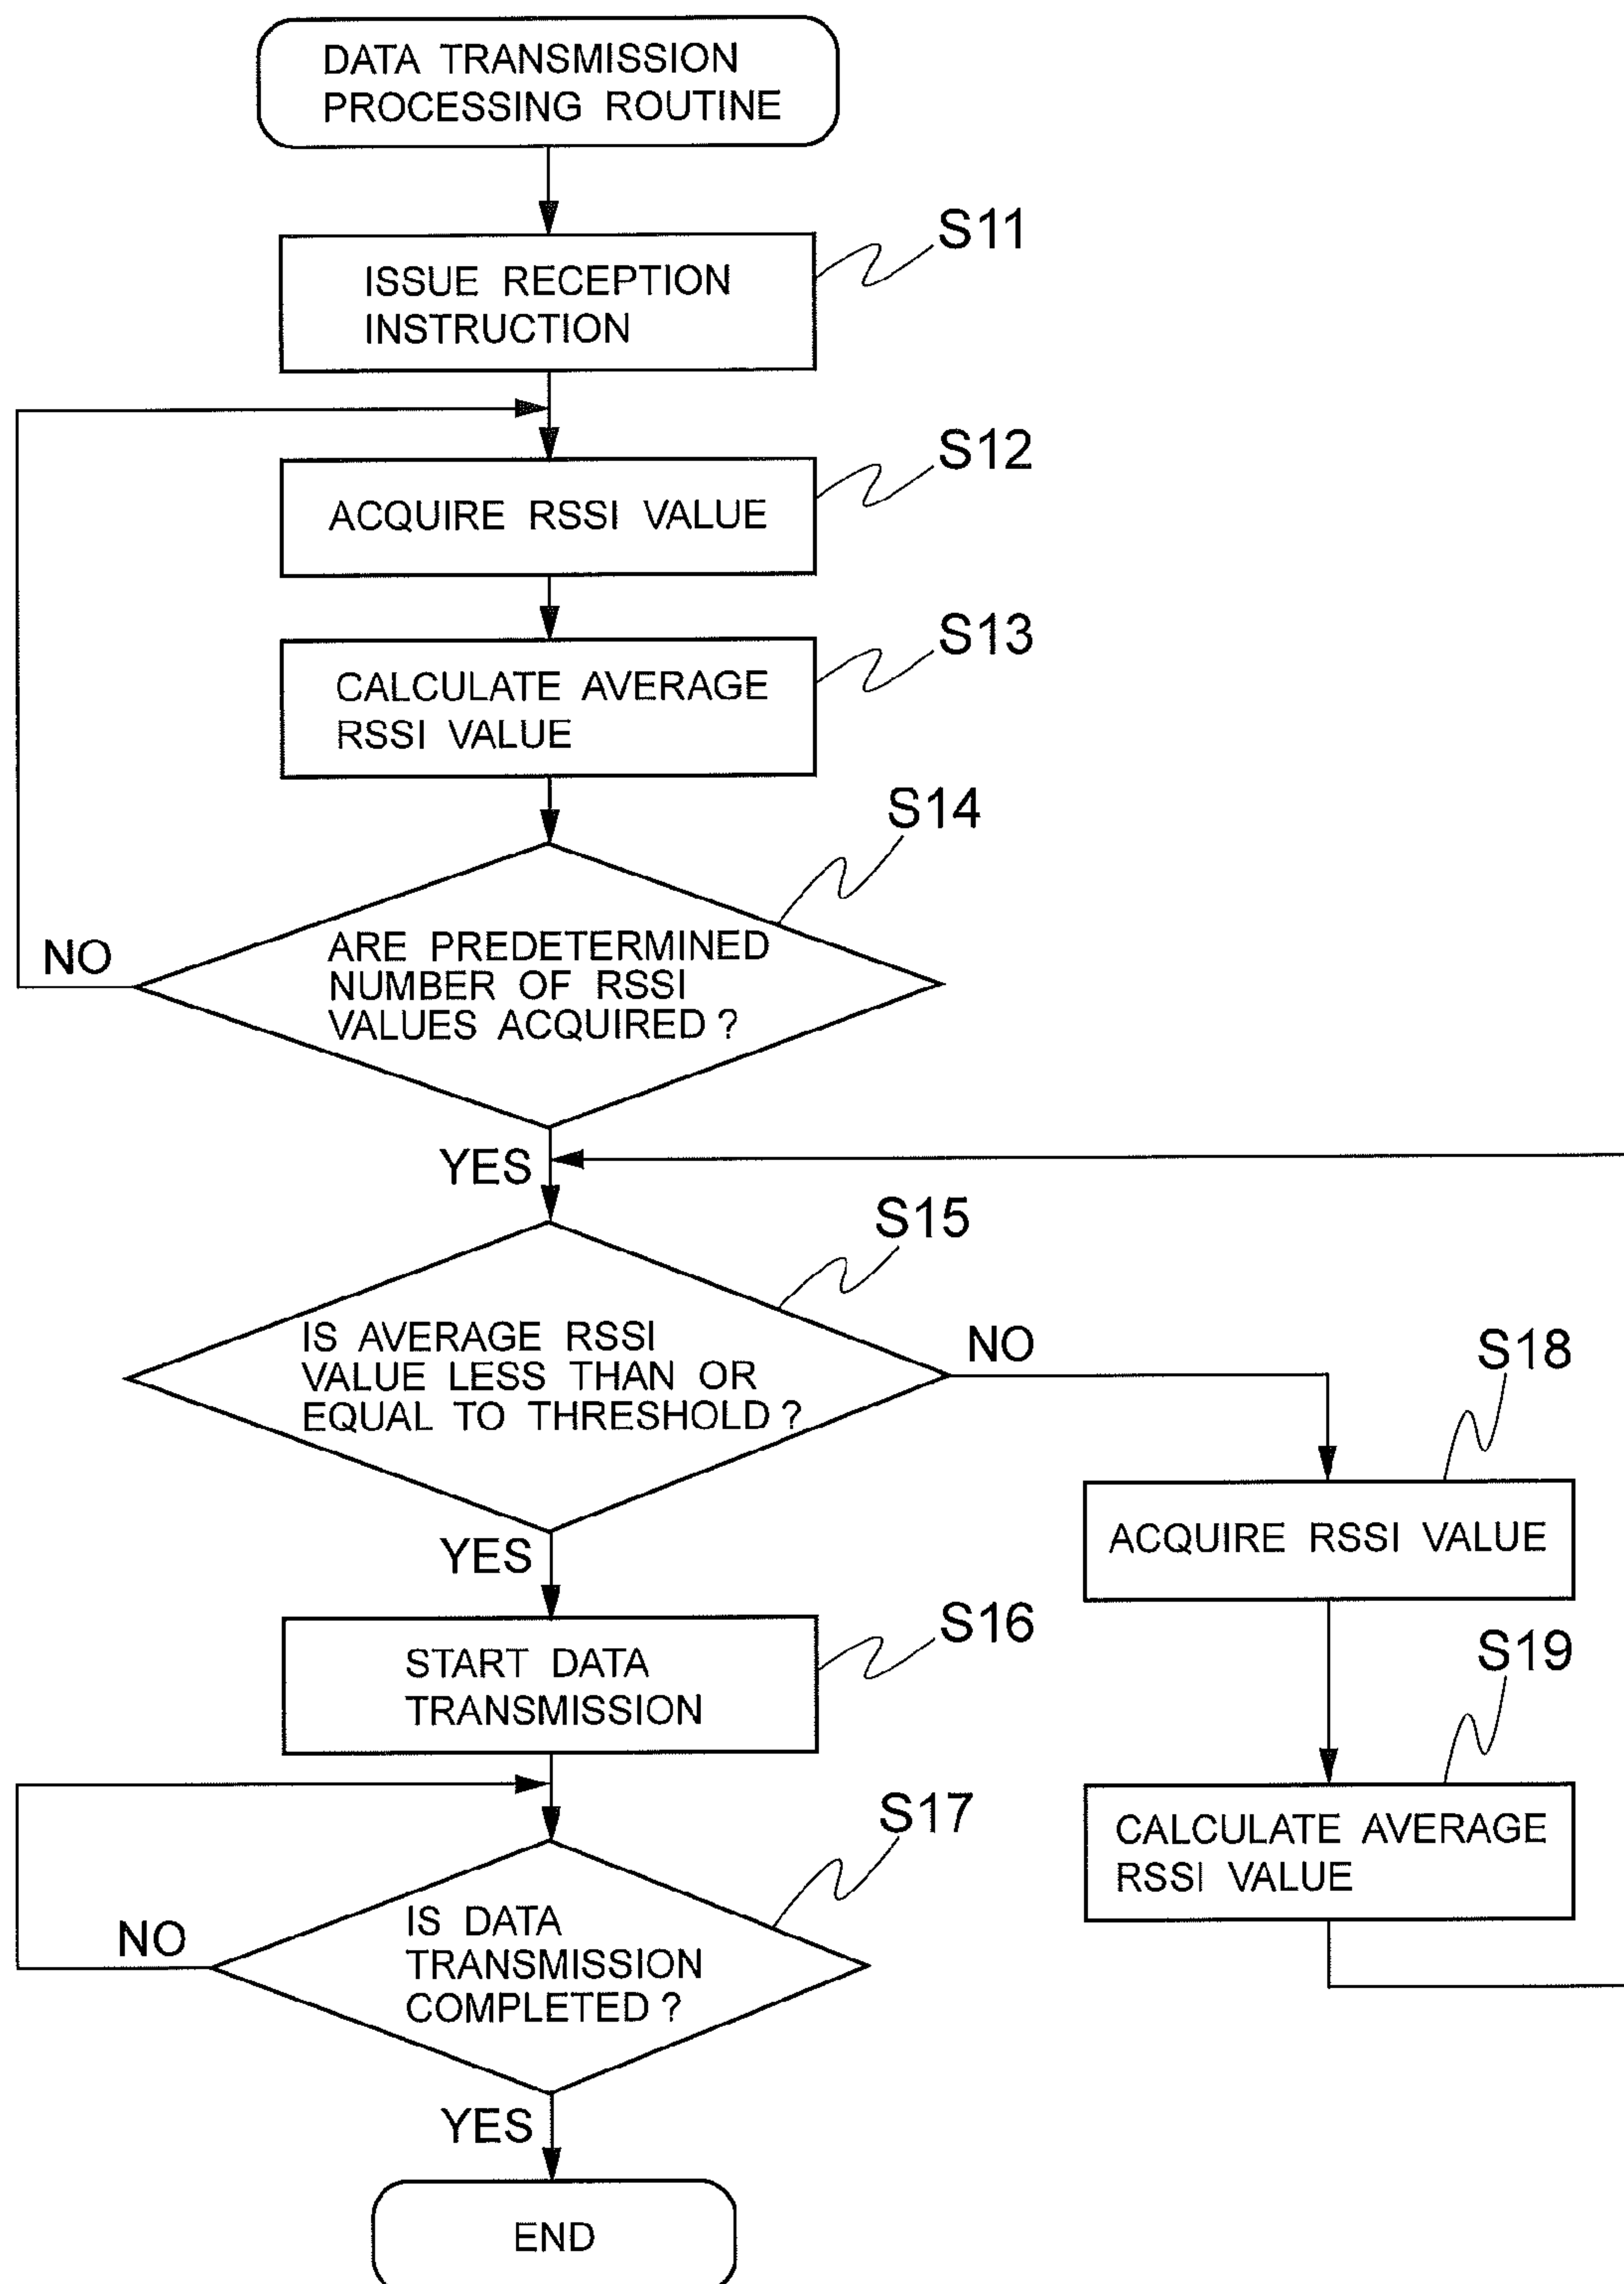 DATA TRANSMISSION
PROCESSING ROUTINE
S11
ISSUE RECEPTION
INSTRUCTION
S12
ACQUIRE RSSI VALUE
S13
CALCULATE AVERAGE
RSSI VALUE
S14
ARE PREDETERMINED
NUMBER OF RSSI
VALUES ACQUIRED ?
NO
YES
S15
IS AVERAGE RSSI
VALUE LESS THAN OR
EQUAL TO THRESHOLD ?
NO
YES
S18
ACQUIRE RSSI VALUE
S16
START DATA
TRANSMISSION
S19
CALCULATE AVERAGE
RSSI VALUE
S17
IS DATA
TRANSMISSION
COMPLETED ?
NO
YES
END